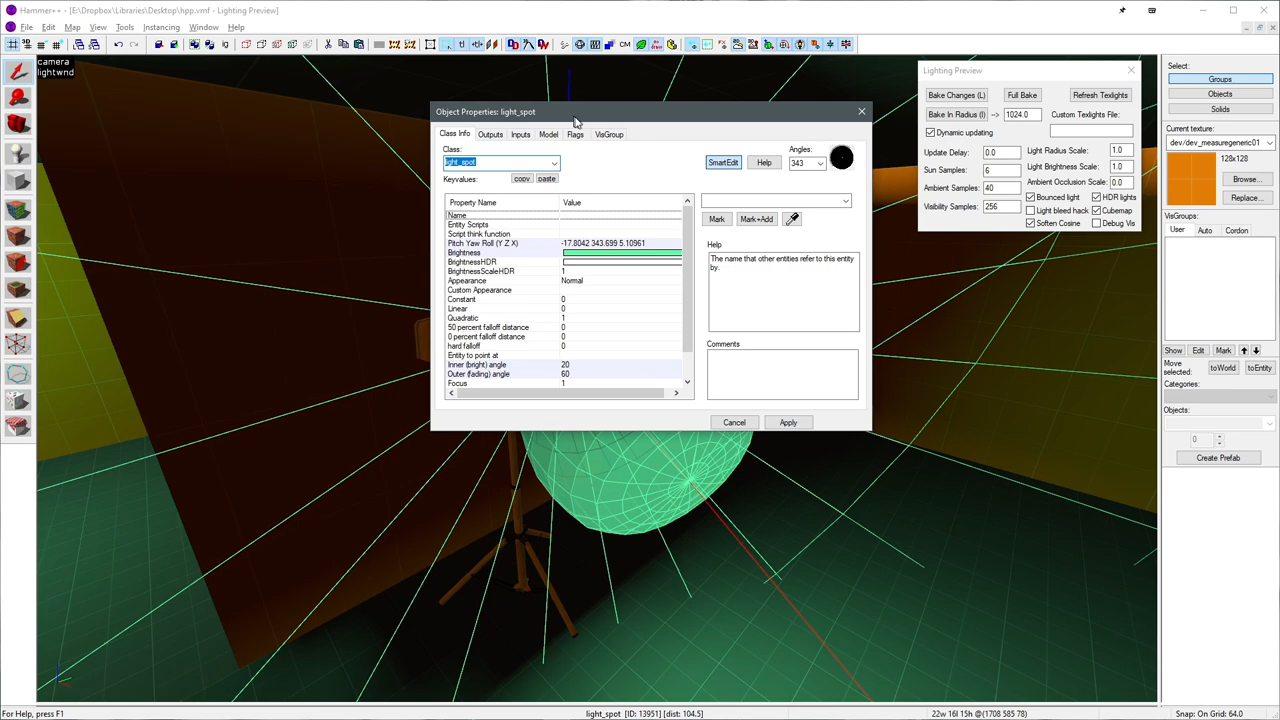 Hammer++ - [E:\Dropbox\Libraries\Desktop\hpp.vmf - Lighting Preview]
File Edit Map View Tools Instancing Window Help
camera
lightwnd
Object Properties: light_spot
Class Info Outputs Inputs Model Flags VisGroup
Class:
light_spot
Keyvalues: copy paste
SmartEdit Help
Angles:
343
Property Name Value
Name
Entity Scripts
Script think function
Pitch Yaw Roll (Y Z X) -17.8042 343.699 5.10961
Brightness
BrightnessHDR
BrightnessScaleHDR 1
Appearance Normal
Custom Appearance
Constant 0
Linear 0
Quadratic 1
50 percent falloff distance 0
0 percent falloff distance 0
hard falloff 0
Entity to point at
Inner (bright) angle 20
Outer (fading) angle 60
Focus 1
Mark Mark+Add
Help
The name that other entities refer to this entity
by.
Comments
Cancel Apply
Lighting Preview
Bake Changes (L) Full Bake Refresh Texlights
Bake In Radius (I) --> 1024.0 Custom Texlights File:
Dynamic updating
Update Delay: 0.0 Light Radius Scale: 1.0
Sun Samples: 6 Light Brightness Scale: 1.0
Ambient Samples: 40 Ambient Occlusion Scale: 0.0
Visibility Samples: 256 Bounced light HDR lights
Light bleed hack Cubemap
Soften Cosine Debug Vis
Select:
Groups
Objects
Solids
Current texture:
dev/dev_measuregeneric01
128x128
Browse...
Replace...
VisGroups:
User Auto Cordon
Show Edit Mark
Move
selected: toWorld toEntity
Categories:
Objects:
0
Create Prefab
For Help, press F1
light_spot [ID: 13951] [dist: 104.5]
22w 16l 15h @(1708 585 78)
Snap: On Grid: 64.0